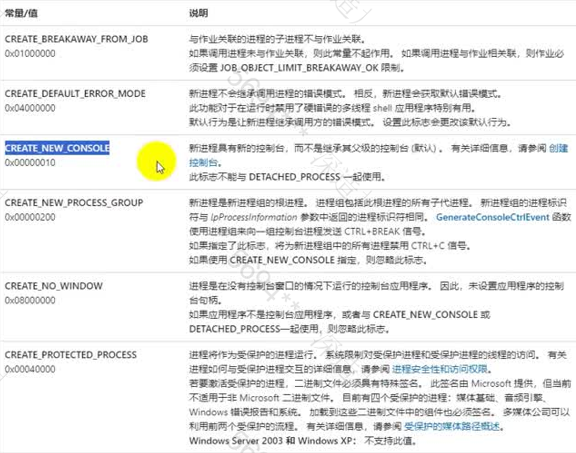 常量/值 说明
CREATE_BREAKAWAY_FROM_JOB
0x01000000
与作业关联的进程的子进程不与作业关联。
如果调用进程未与作业关联，则此常量不起作用。 如果调用进程与作业相关联，则作业必
须设置 JOB_OBJECT_LIMIT_BREAKAWAY_OK 限制。
CREATE_DEFAULT_ERROR_MODE
0x04000000
新进程不会继承调用进程的错误模式。 相反，新进程会获取默认错误模式。
此功能对于在运行时禁用了硬错误的多线程 shell 应用程序特别有用。
默认行为是让新进程继承调用方的错误模式。 设置此标志会更改该默认行为。
CREATE_NEW_CONSOLE
0x00000010
新进程具有新的控制台，而不是继承其父级的控制台 (默认) 。 有关详细信息，请参阅 创建
控制台。
此标志不能与 DETACHED_PROCESS 一起使用。
CREATE_NEW_PROCESS_GROUP
0x00000200
新进程是新进程组的根进程。 进程组包括此根进程的所有子代进程。 新进程组的进程标识
符与 lpProcessInformation 参数中返回的进程标识符相同。 GenerateConsoleCtrlEvent 函数
使用进程组来向一组控制台进程发送 CTRL+BREAK 信号。
如果指定了此标志，将为新进程组中的所有进程禁用 CTRL+C 信号。
如果使用 CREATE_NEW_CONSOLE 指定，则忽略此标志。
CREATE_NO_WINDOW
0x08000000
进程是在没有控制台窗口的情况下运行的控制台应用程序。 因此，未设置应用程序的控制
台句柄。
如果应用程序不是控制台应用程序，或者与 CREATE_NEW_CONSOLE 或
DETACHED_PROCESS一起使用，则忽略此标志。
CREATE_PROTECTED_PROCESS
0x00040000
进程将作为受保护的进程运行。 系统限制对受保护进程和受保护进程的线程的访问。 有关
进程如何与受保护进程交互的详细信息，请参阅 进程安全性和访问权限。
若要激活受保护的进程，二进制文件必须具有特殊签名。 此签名由 Microsoft 提供，但当前
不适用于非 Microsoft 二进制文件。 目前有四个受保护的进程：媒体基础、音频引擎、
Windows 错误报告和系统。 加载到这些二进制文件中的组件也必须签名。 多媒体公司可以
利用前两个受保护的流程。 有关详细信息，请参阅 受保护的媒体路径概述。
Windows Server 2003 和 Windows XP： 不支持此值。